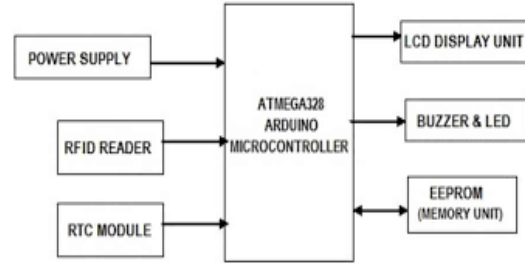 POWER SUPPLY
RFID READER
RTC MODULE
ATMEGA328
ARDUINO
MICROCONTROLLER
LCD DISPLAY UNIT
BUZZER & LED
EEPROM
(MEMORY UNIT)